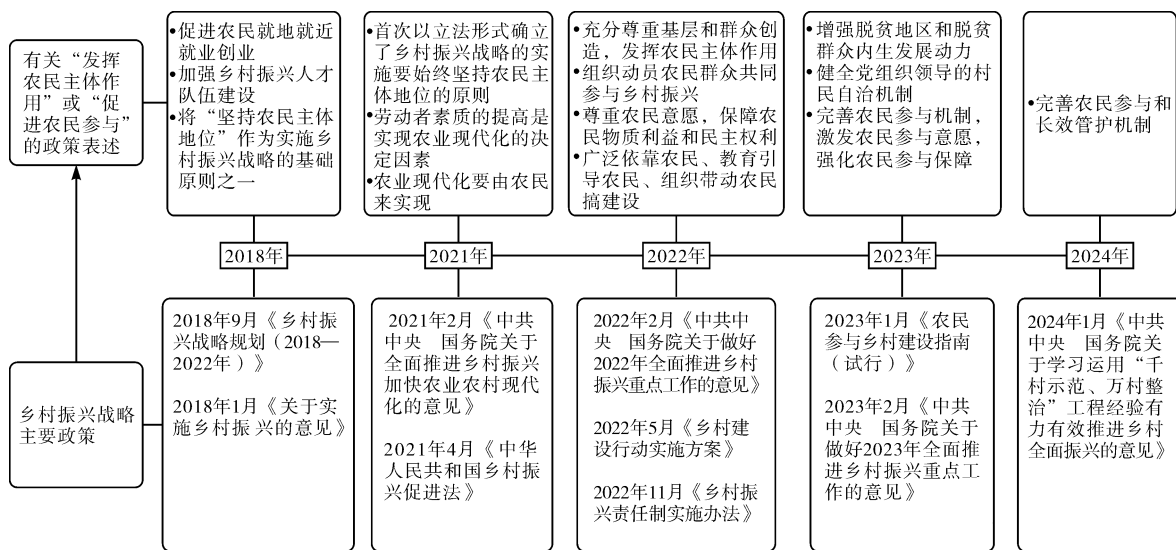 有关“发挥
农民主体作
用”或“促
进农民参与”
的政策表述
•促进农民就地就近
就业创业
•加强乡村振兴人才
队伍建设
•将“坚持农民主体
地位”作为实施乡
村振兴战略的基础
原则之一
•首次以立法形式确立
了乡村振兴战略的实
施要始终坚持农民主
体地位的原则
•劳动者素质的提高是
实现农业现代化的决
定因素
•农业现代化要由农民
来实现
•充分尊重基层和群众创
造，发挥农民主体作用
•组织动员农民群众共同
参与乡村振兴
•尊重农民意愿，保障农
民物质利益和民主权利
•广泛依靠农民、教育引
导农民、组织带动农民
搞建设
•增强脱贫地区和脱贫
群众内生发展动力
•健全党组织领导的村
民自治机制
•完善农民参与机制，
激发农民参与意愿，
强化农民参与保障
•完善农民参与和
长效管护机制
2018年
2021年
2022年
2023年
2024年
乡村振兴战略
主要政策
2018年9月《乡村振
兴战略规划（2018—
2022年）》
2018年1月《关于实
施乡村振 兴的意见》
2021年2月《中共
中央　国务院关于
全面推进乡村振兴
加快农业农村现代
化的意见》
2021年4月《中华
人民共和国乡村振
兴促进法》
2022年2月《中共中
央　国务院关于做好
2022年全面推进乡村
振兴重点工作的意见》
2022年5月《乡村建
设行动实施方案》
2022年11月《乡村振
兴责任制实施办法》
2023年1月《农民
参与乡村建设指南
（试行）》
2023年2月《中共
中央　国务院关于
做好2023年全面推
进乡村振兴重点工
作的意见》
2024年1月《中共
中央　国务院关
于学习运用“千
村示范、万村整
治”工程经验有
力有效推进乡村
全面振兴的意见》